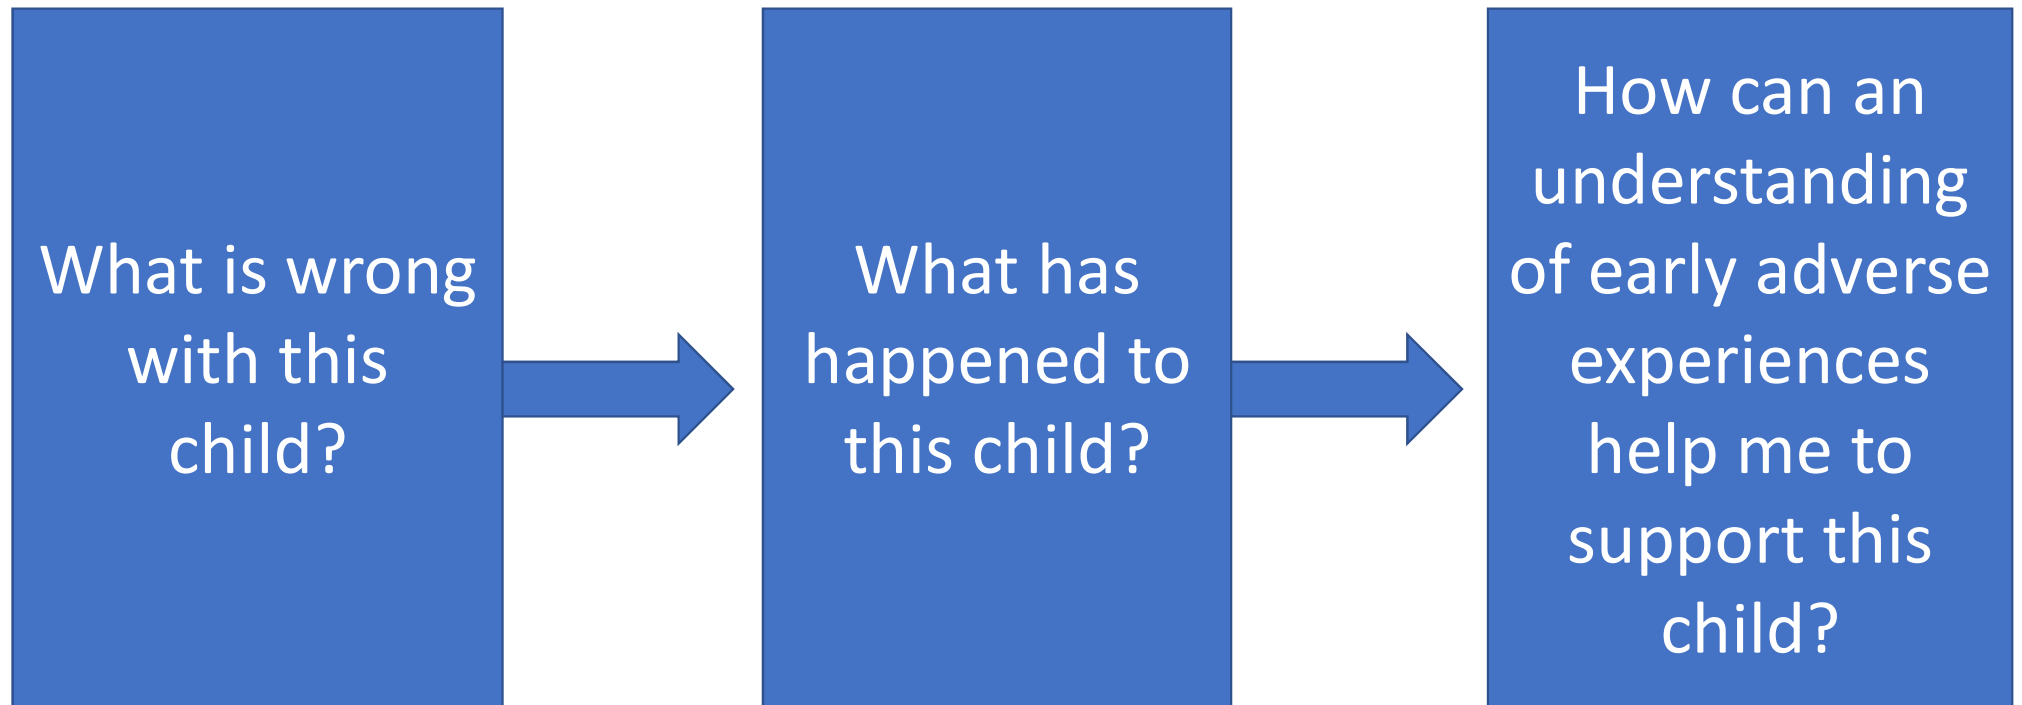 What is wrong
with this
child?
What has
happened to
this child?
How can an
understanding
of early adverse
experiences
help me to
support this
child?